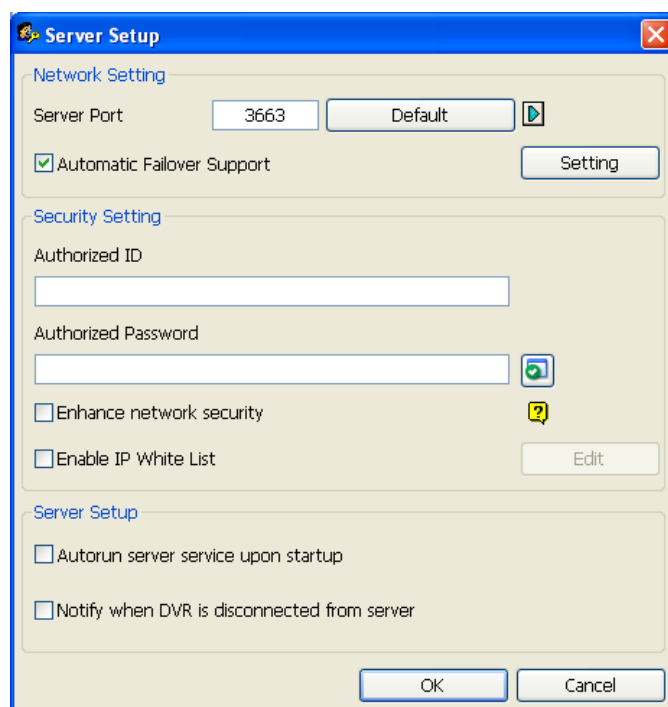 Server Setup
Network Setting
Server Port 3663 Default
Automatic Failover Support Setting
Security Setting
Authorized ID
Authorized Password
Enhance network security ?
Enable IP White List Edit
Server Setup
Autorun server service upon startup
Notify when DVR is disconnected from server
OK Cancel